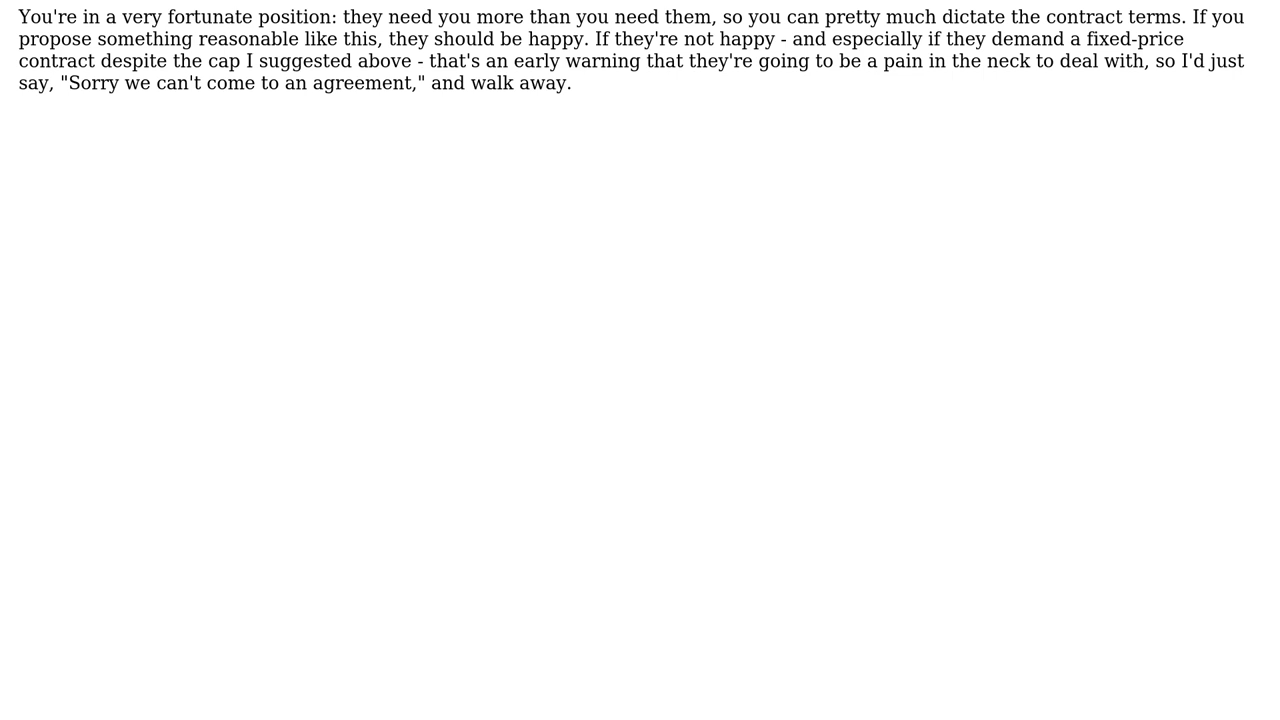 You're in a very fortunate position: they need you more than you need them, so you can pretty much dictate the contract terms. If you
propose something reasonable like this, they should be happy. If they're not happy - and especially if they demand a fixed-price
contract despite the cap I suggested above - that's an early warning that they're going to be a pain in the neck to deal with, so I'd just
say, "Sorry we can't come to an agreement," and walk away.